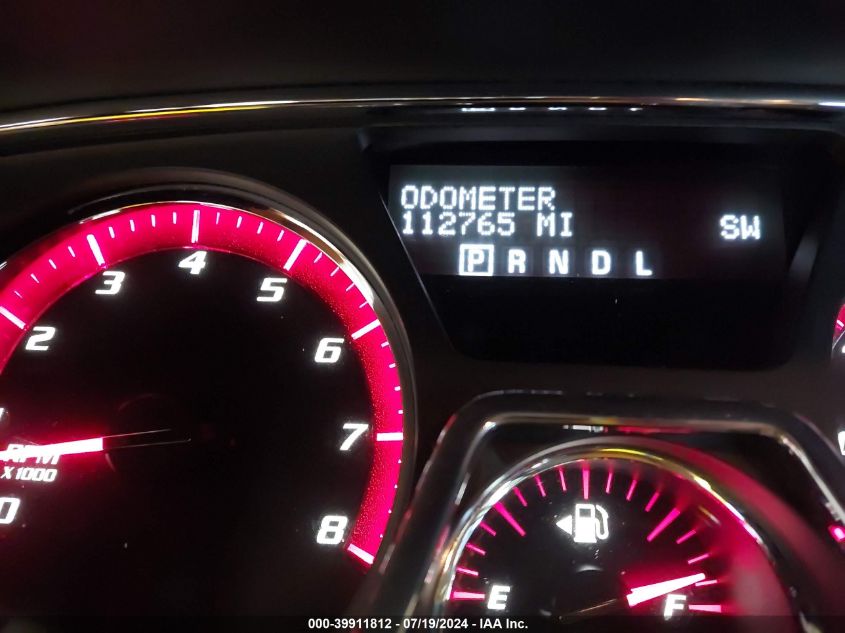 ODOMETER
112765 MI
SW
P R N D L
0
2
3
4
5
6
7
8
RPM
X1000
E
F
000-39911812 - 07/19/2024 - IAA Inc.